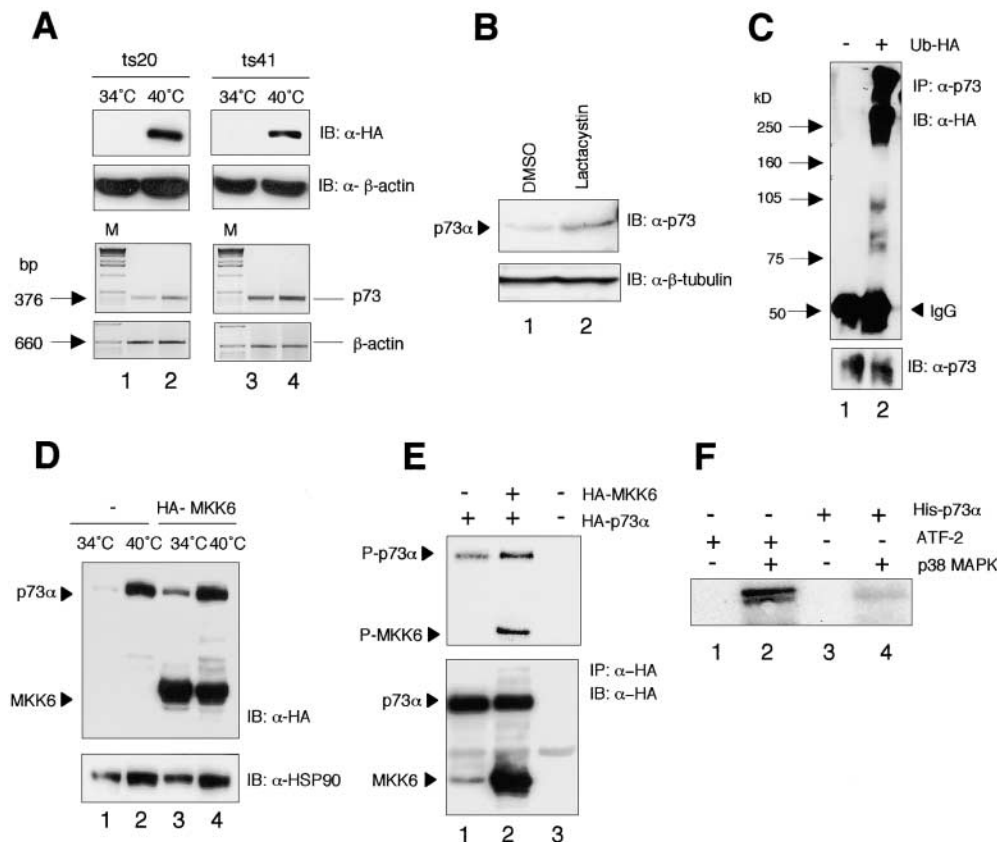 A
ts20 ts41
34°C 40°C 34°C 40°C
IB: α-HA
IB: α- β-actin
M M
bp
376 p73
660 β-actin
1 2 3 4
B
DMSO Lactacystin
p73α IB: α-p73
IB: α-β-tubulin
1 2
C
- + Ub-HA
IP: α-p73
kD
IB: α-HA
250
160
105
75
50 IgG
IB: α-p73
1 2
D
- HA- MKK6
34°C 40°C 34°C 40°C
p73α
MKK6
IB: α-HA
IB: α-HSP90
1 2 3 4
E
- + - HA-MKK6
+ + - HA-p73α
P-p73α
P-MKK6
IP: α–HA
p73α IB: α–HA
MKK6
1 2 3
F
- - + + His-p73α
+ + - - ATF-2
- + - + p38 MAPK
1 2 3 4